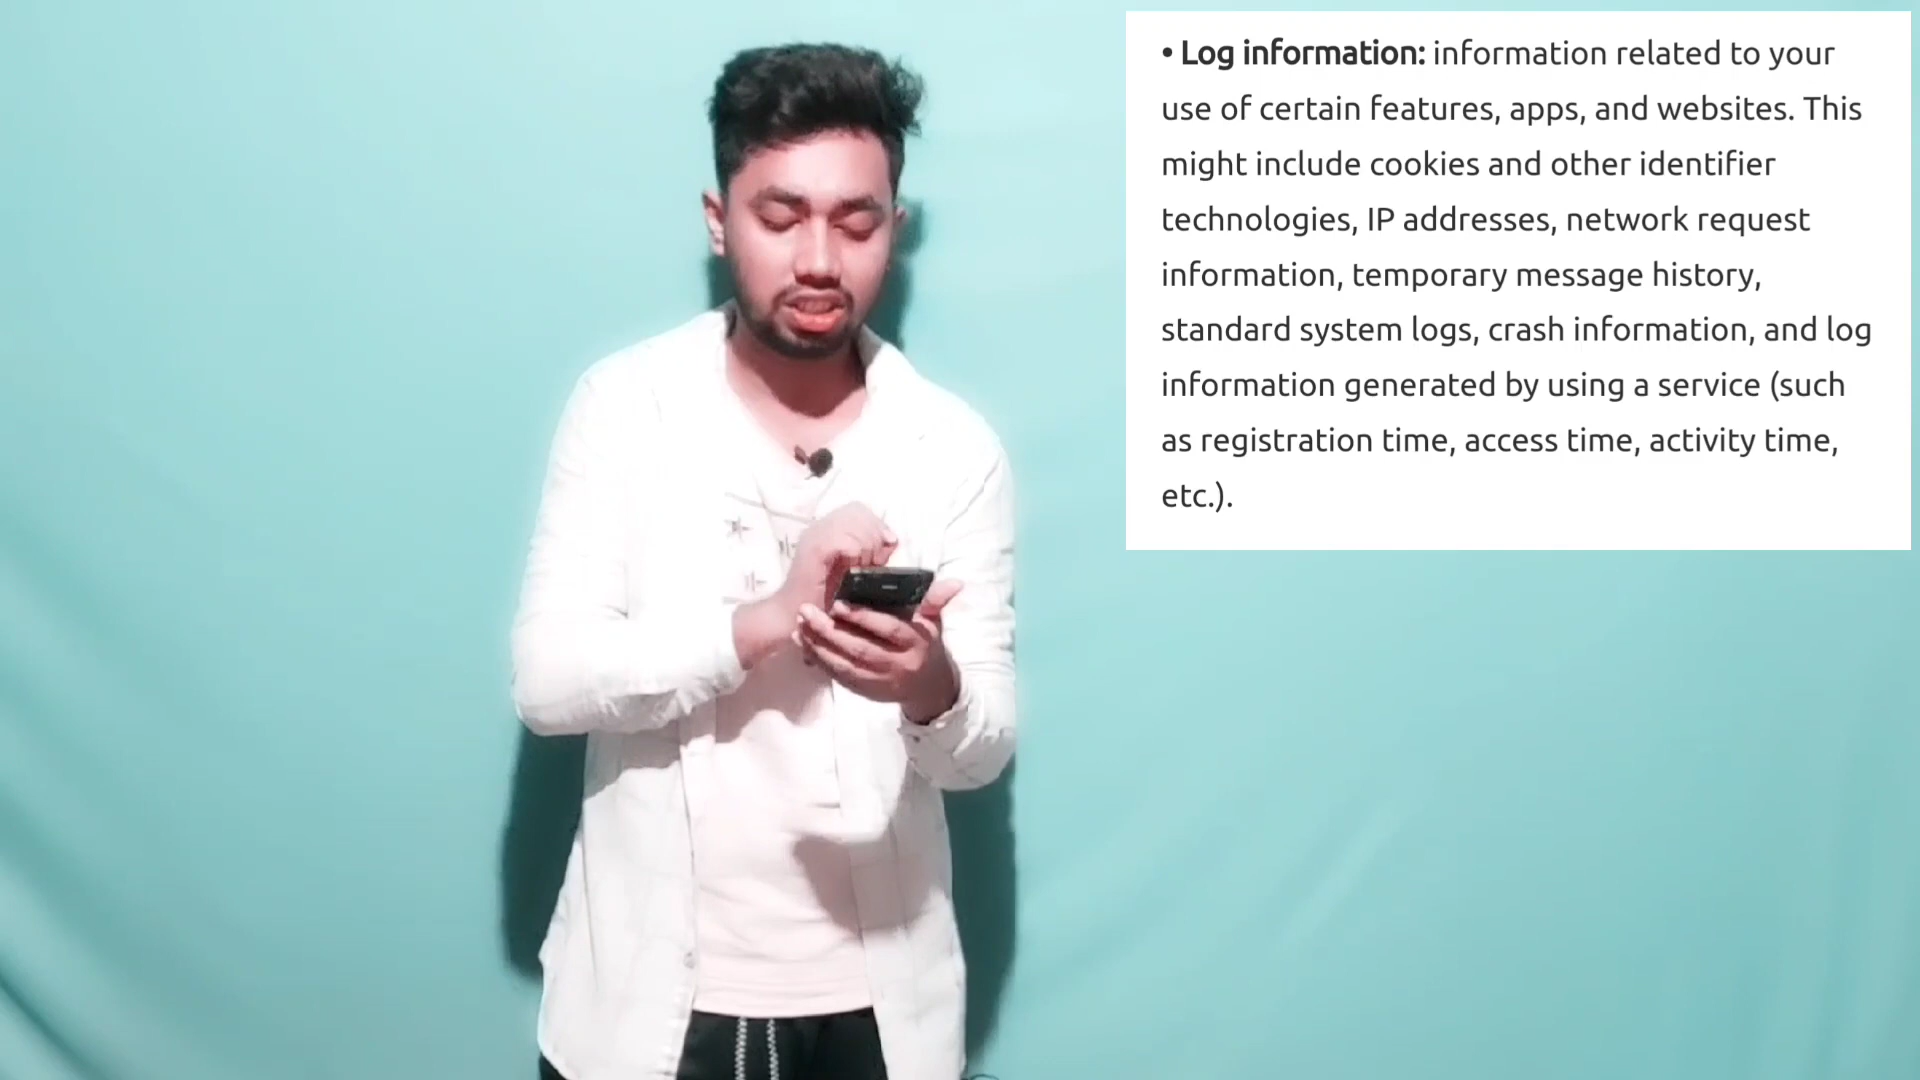 • Log information: information related to your
use of certain features, apps, and websites. This
might include cookies and other identifier
technologies, IP addresses, network request
information, temporary message history,
standard system logs, crash information, and log
information generated by using a service (such
as registration time, access time, activity time,
etc.).